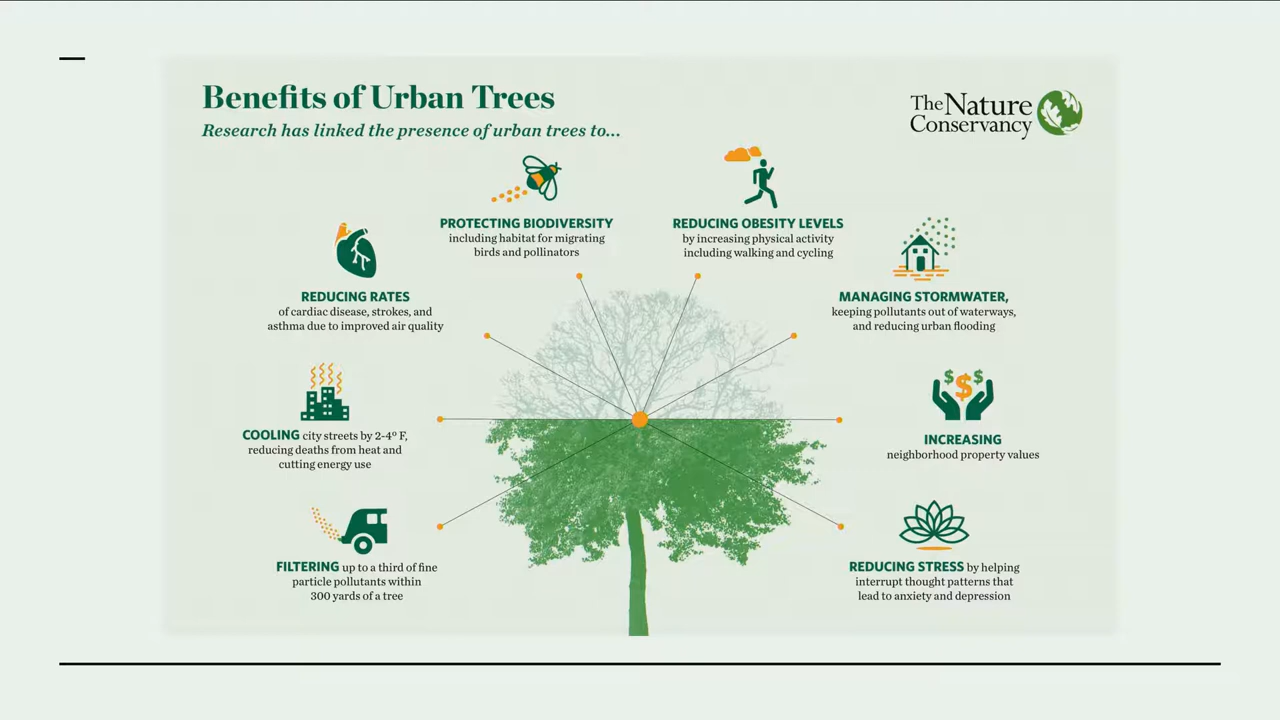 Benefits of Urban Trees
Research has linked the presence of urban trees to...
The Nature
Conservancy
PROTECTING BIODIVERSITY
including habitat for migrating
birds and pollinators
REDUCING OBESITY LEVELS
by increasing physical activity
including walking and cycling
REDUCING RATES
of cardiac disease, strokes, and
asthma due to improved air quality
MANAGING STORMWATER,
keeping pollutants out of waterways,
and reducing urban flooding
COOLING city streets by 2-4º F,
reducing deaths from heat and
cutting energy use
$ $ $
INCREASING
neighborhood property values
FILTERING up to a third of fine
particle pollutants within
300 yards of a tree
REDUCING STRESS by helping
interrupt thought patterns that
lead to anxiety and depression